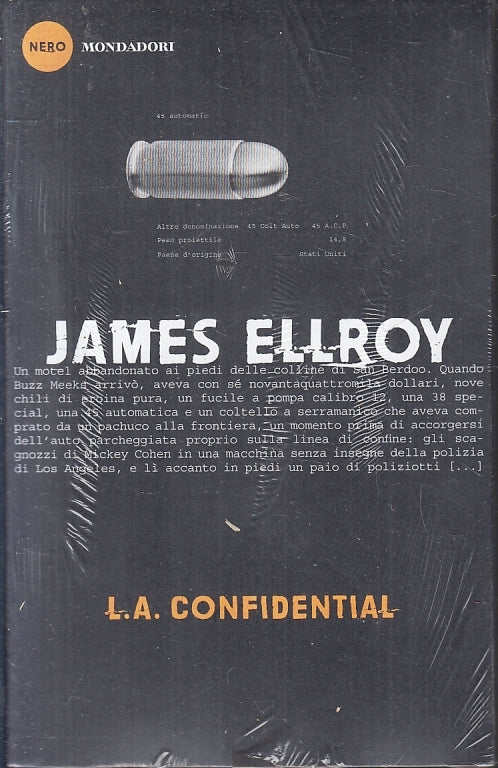 NERO MONDADORI
45 automatic
Altre denominazione 45 Colt Auto 45 A.C.P.
Peso proiettile 14,8
Paese d'origine Stati Uniti
JAMES ELLROY
Un motel abbandonato ai piedi delle colline di San Berdoo. Quando
Buzz Meeks arrivò, aveva con sé novantaquattromila dollari, nove
chili di eroina pura, un fucile a pompa calibro 12, una 38 spe-
cial, una 45 automatica e un coltello a serramanico che aveva com-
prato da un pachuco alla frontiera, un momento prima di accorgersi
dell'auto parcheggiata proprio sulla linea di confine: gli sca-
gnozzi di Mickey Cohen in una macchina senza insegne della polizia
di Los Angeles, e lì accanto in piedi un paio di poliziotti [...]
L.A. CONFIDENTIAL